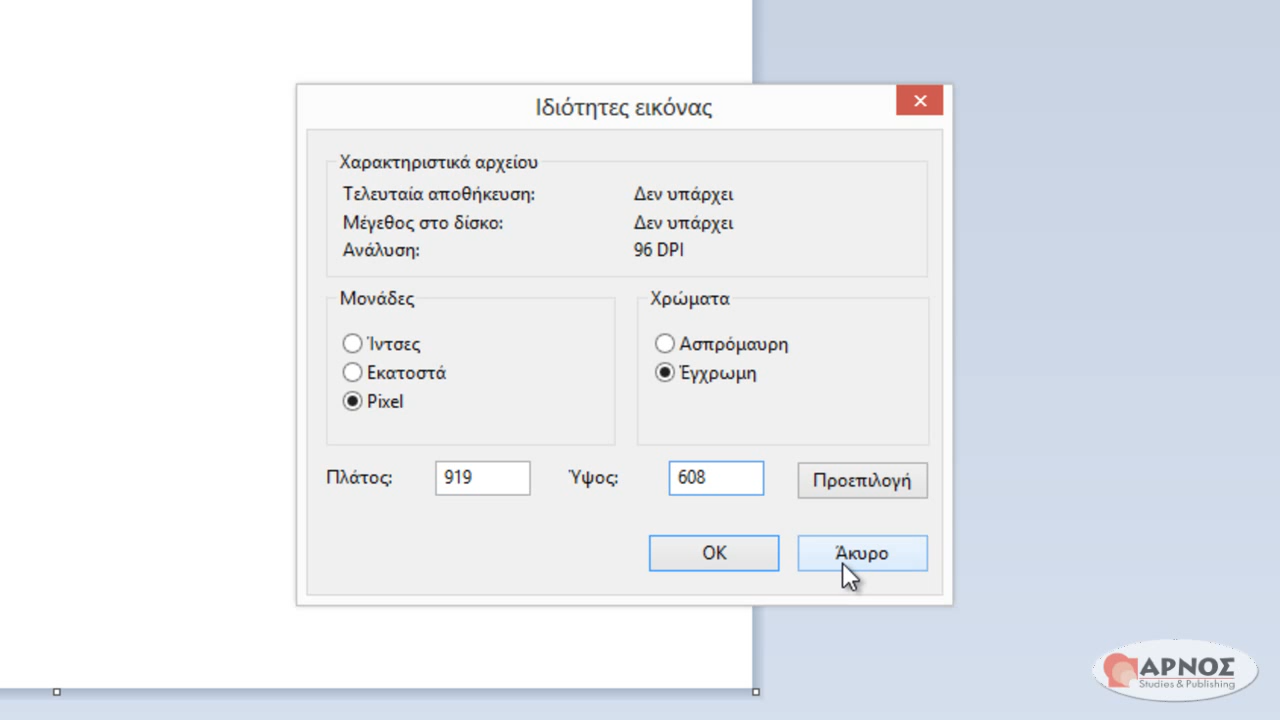 Ιδιότητες εικόνας
Χαρακτηριστικά αρχείου
Τελευταία αποθήκευση: Δεν υπάρχει
Μέγεθος στο δίσκο: Δεν υπάρχει
Ανάλυση: 96 DPI
Μονάδες
Ίντσες
Εκατοστά
Pixel
Χρώματα
Ασπρόμαυρη
Έγχρωμη
Πλάτος: 919 Ύψος: 608 Προεπιλογή
OK Άκυρο
ΑΡΝΟΣ
Studies & Publishing